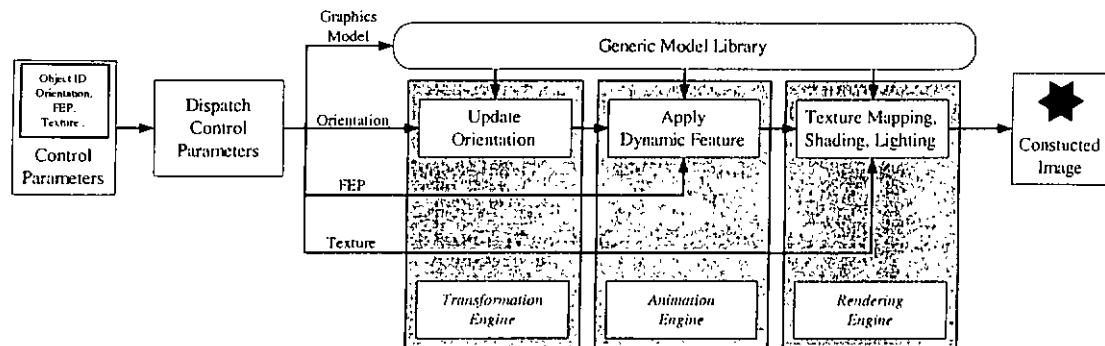 Graphics
Model
Generic Model Library
Object ID
Orientation,
FEP,
Texture .
Control
Parameters
Dispatch
Control
Parameters
Orientation
Update
Orientation
Apply
Dynamic Feature
Texture Mapping,
Shading, Lighting
Constucted
Image
FEP
Texture
Transformation
Engine
Animation
Engine
Rendering
Engine